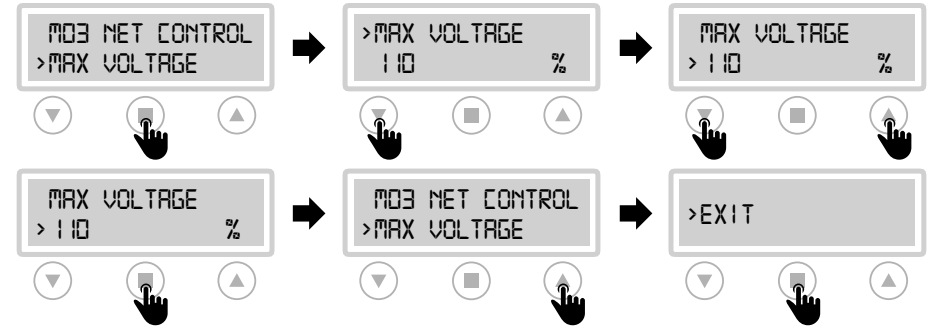 MD3 NET CONTROL
>MAX VOLTAGE
>MAX VOLTAGE
110 %
MAX VOLTAGE
>110 %
MAX VOLTAGE
>110 %
MD3 NET CONTROL
>MAX VOLTAGE
>EXIT